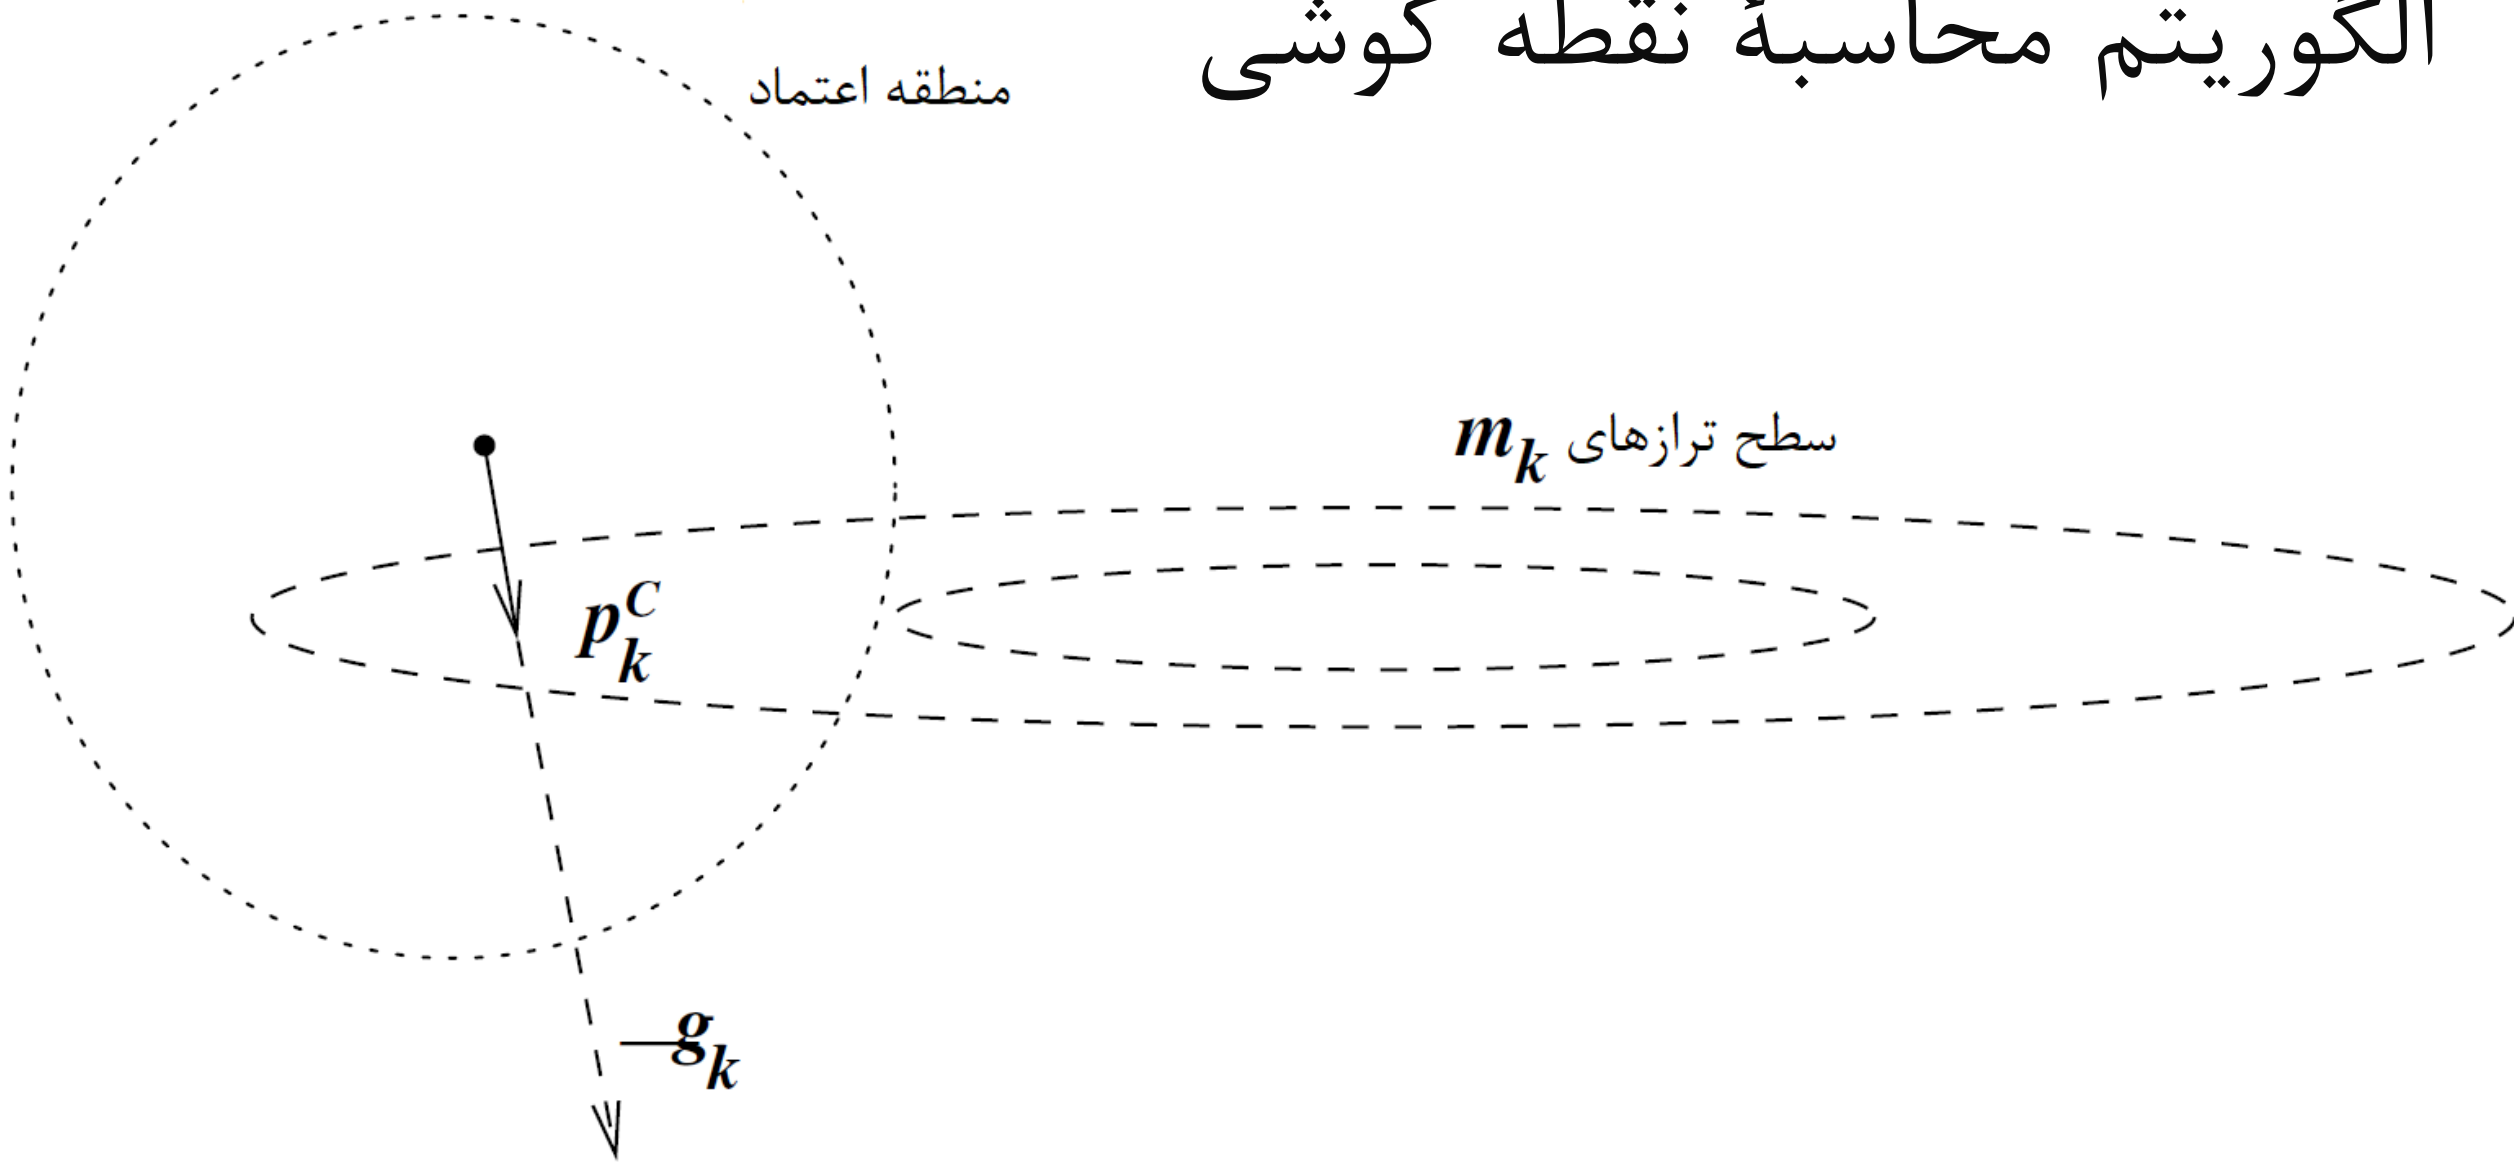 الگوریتم محاسبهٔ نقطه کوشی
منطقه اعتماد
سطح ترازهای m_k
p_k^C
−g_k